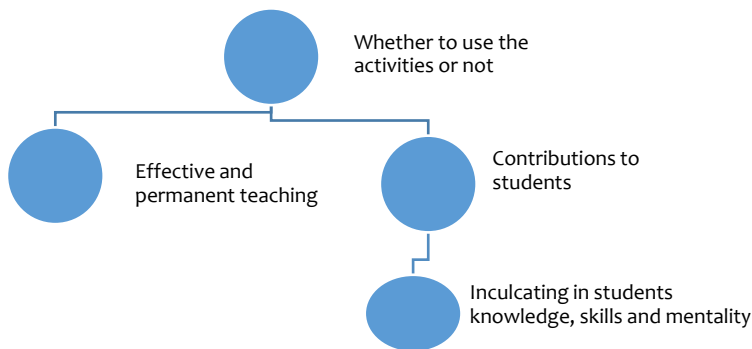 Whether to use the
activities or not
Effective and
permanent teaching
Contributions to
students
Inculcating in students
knowledge, skills and mentality